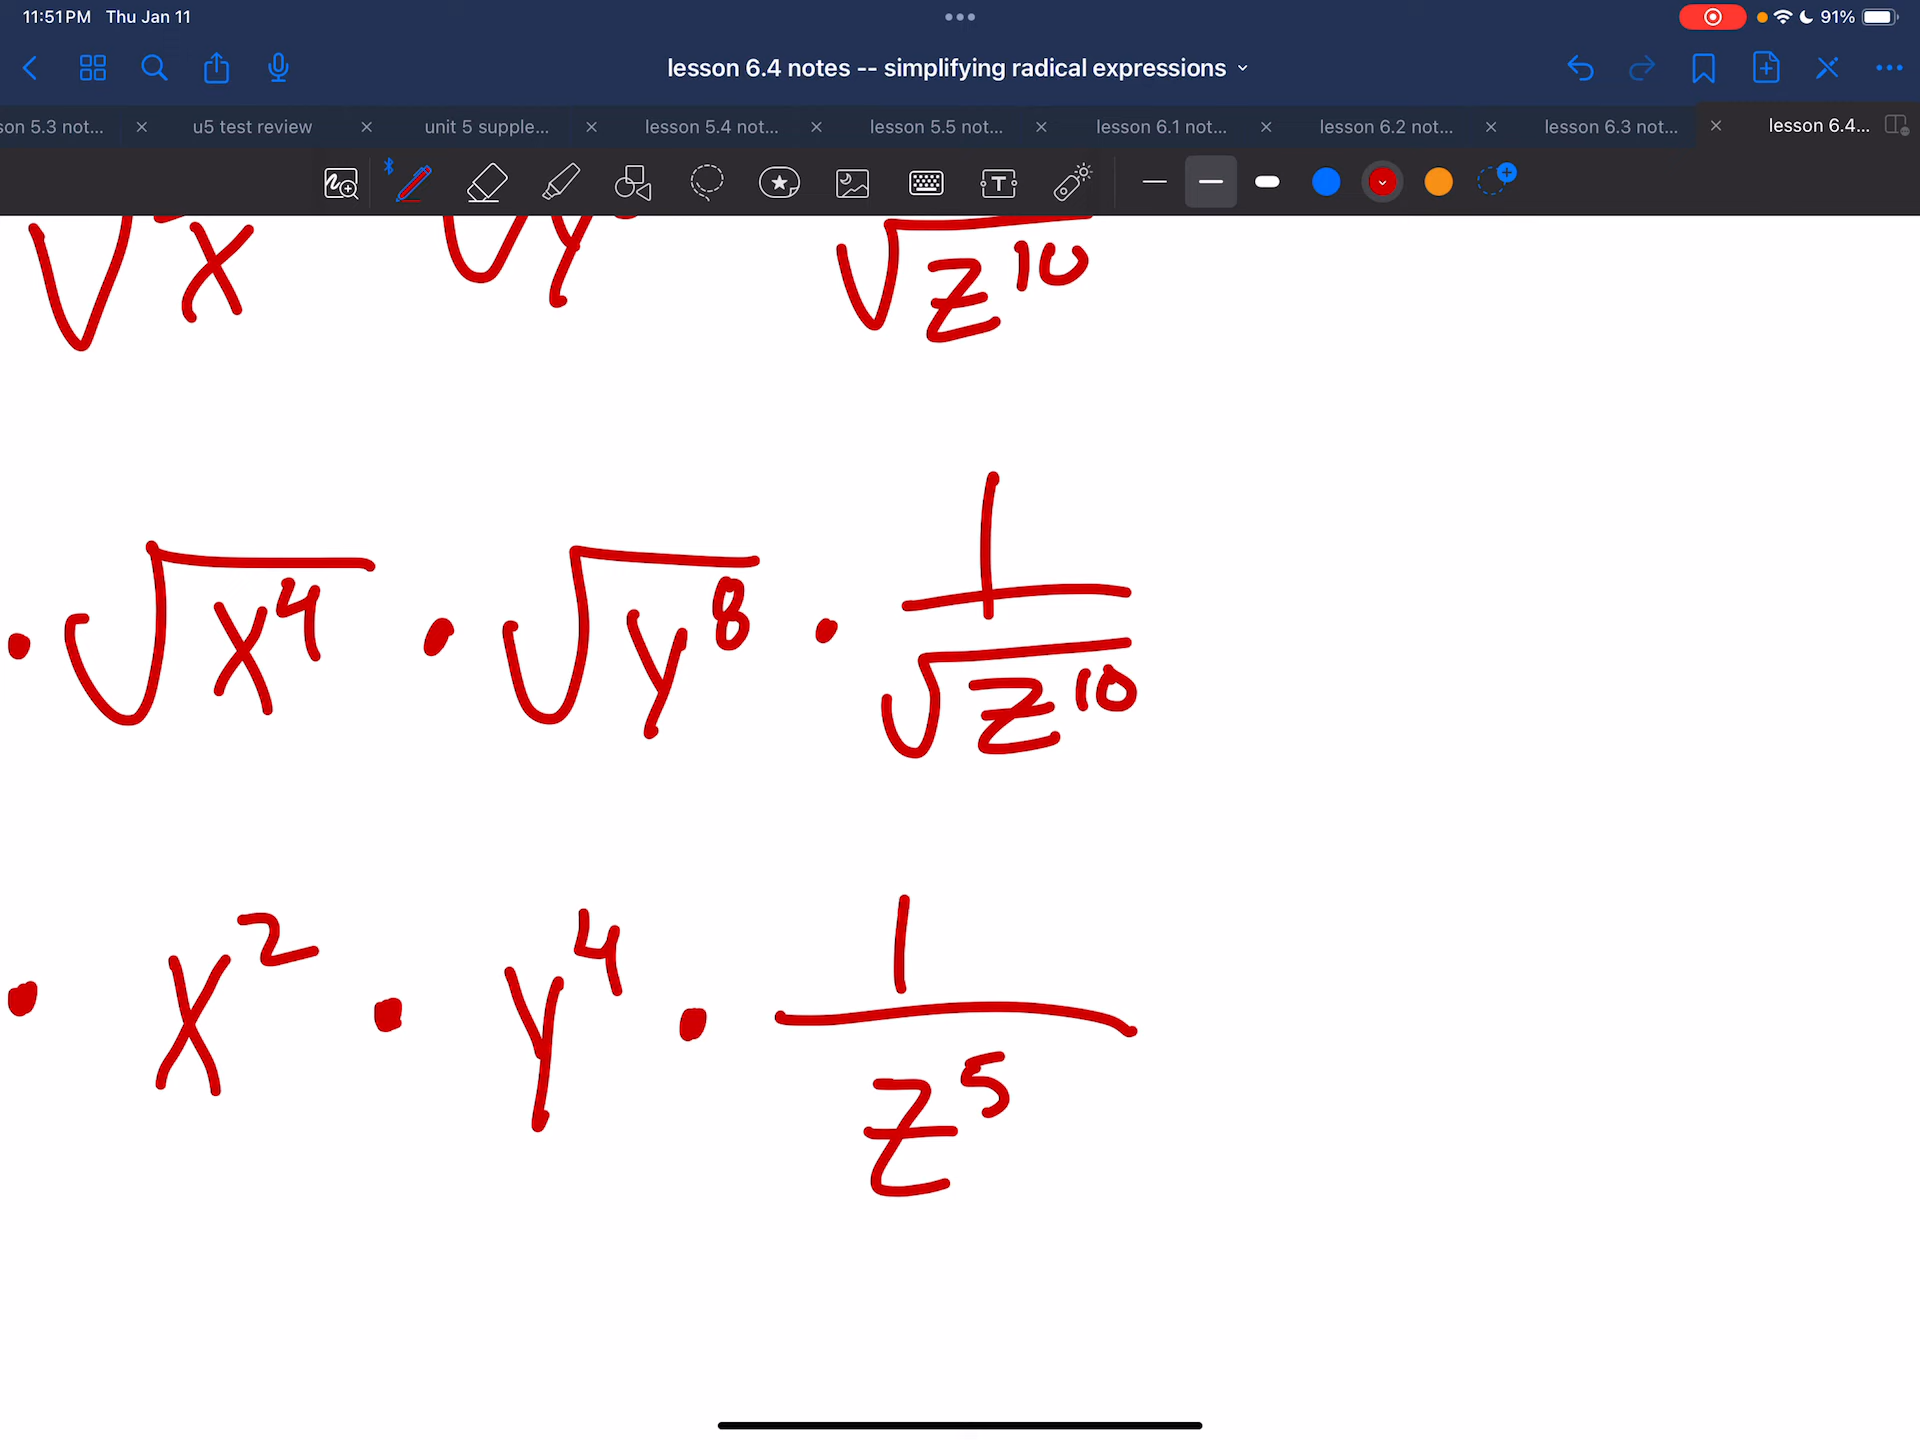 11:51 PM Thu Jan 11 91%
lesson 6.4 notes -- simplifying radical expressions
son 5.3 not... u5 test review unit 5 supple... lesson 5.4 not... lesson 5.5 not... lesson 6.1 not... lesson 6.2 not... lesson 6.3 not... lesson 6.4...
T
√x √y √z¹⁰
· √x⁴ · √y⁸ · 1/√z¹⁰
· x² · y⁴ · 1/z⁵